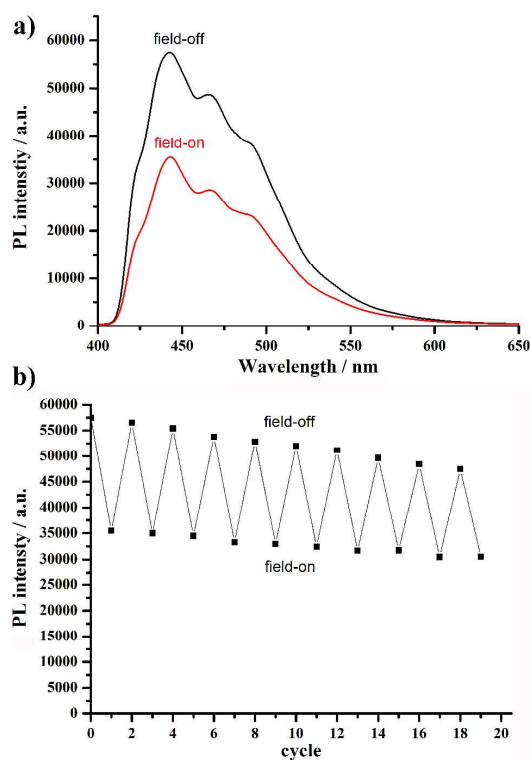 a)
60000
50000
40000
30000
20000
10000
0
PL intenstiy / a.u.
field-off
field-on
400 450 500 550 600 650
Wavelength / nm
b)
60000
55000
50000
45000
40000
35000
30000
25000
20000
15000
10000
5000
0
PL intensty / a.u.
field-off
field-on
0 2 4 6 8 10 12 14 16 18 20
cycle